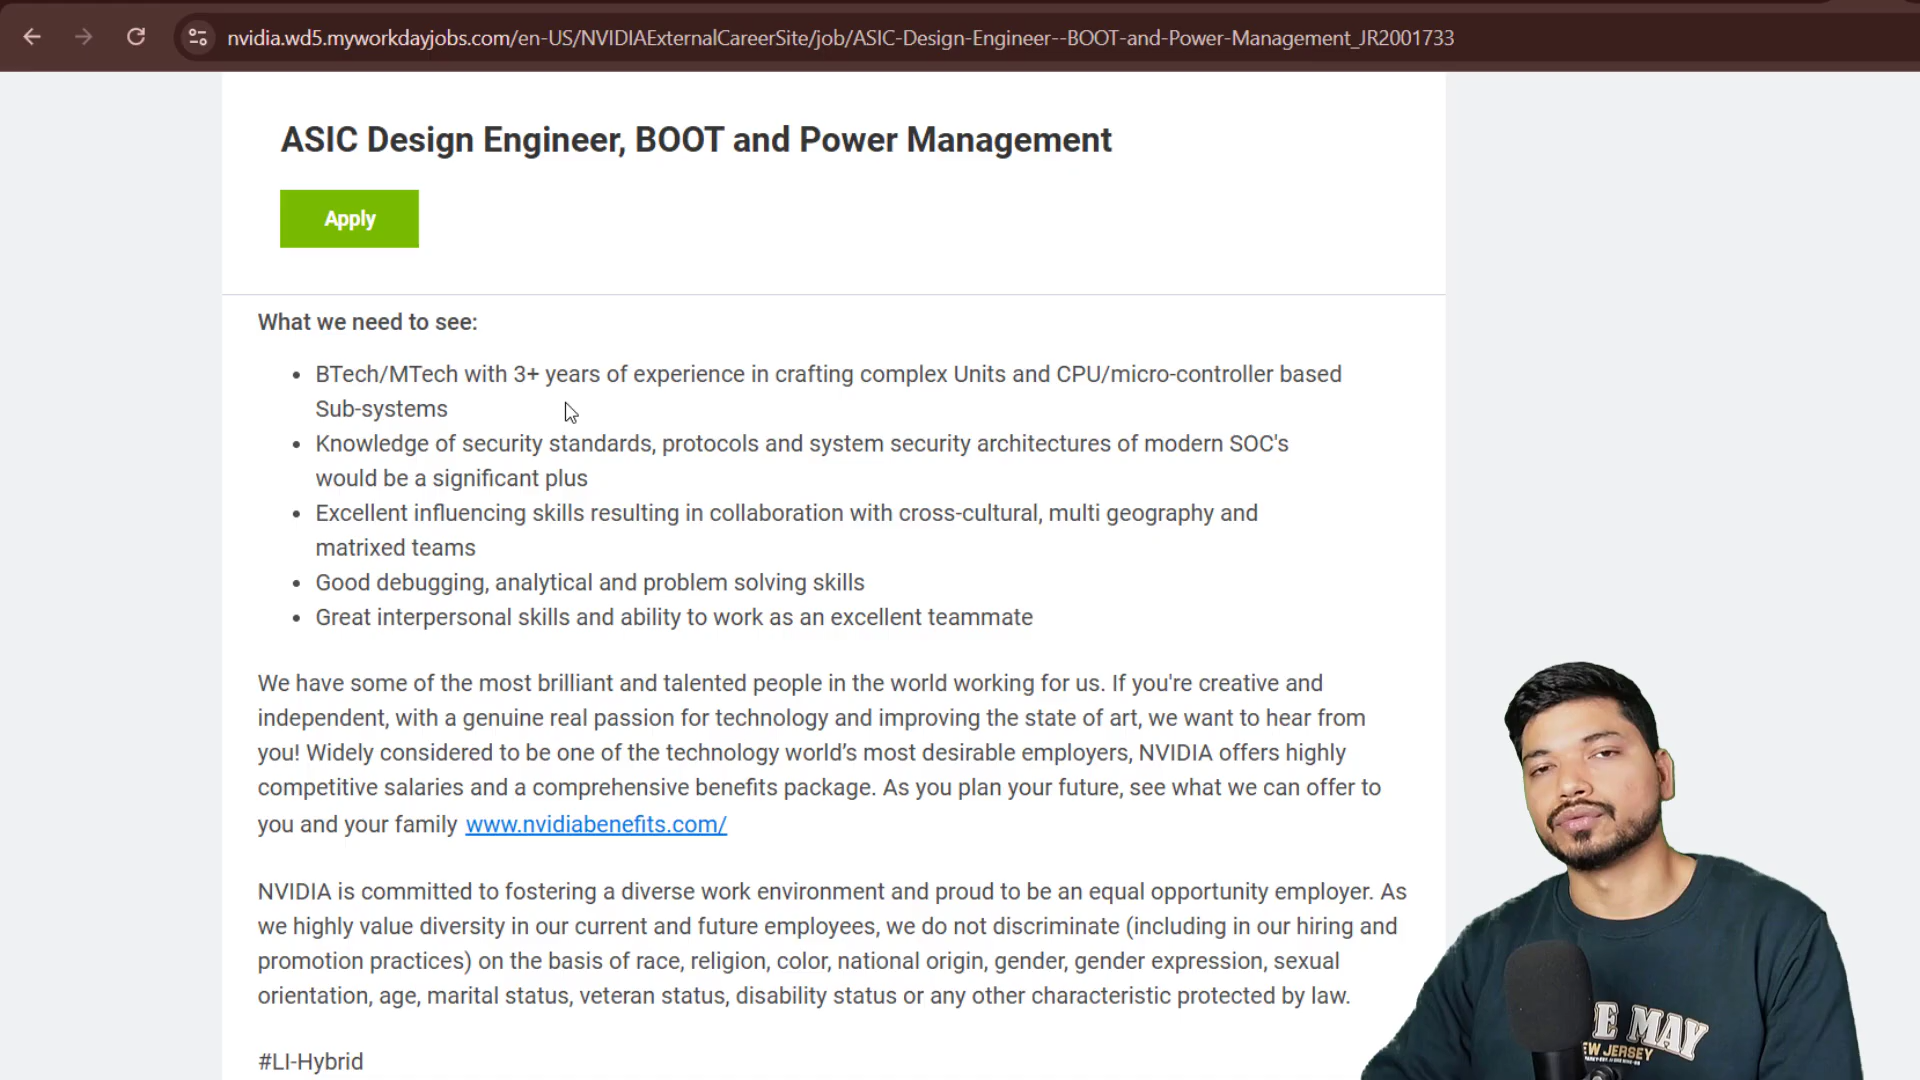 nvidia.wd5.myworkdayjobs.com/en-US/NVIDIAExternalCareerSite/job/ASIC-Design-Engineer--BOOT-and-Power-Management_JR2001733
ASIC Design Engineer, BOOT and Power Management
Apply
What we need to see:
• BTech/MTech with 3+ years of experience in crafting complex Units and CPU/micro-controller based
Sub-systems
• Knowledge of security standards, protocols and system security architectures of modern SOC's
would be a significant plus
• Excellent influencing skills resulting in collaboration with cross-cultural, multi geography and
matrixed teams
• Good debugging, analytical and problem solving skills
• Great interpersonal skills and ability to work as an excellent teammate
We have some of the most brilliant and talented people in the world working for us. If you're creative and
independent, with a genuine real passion for technology and improving the state of art, we want to hear from
you! Widely considered to be one of the technology world’s most desirable employers, NVIDIA offers highly
competitive salaries and a comprehensive benefits package. As you plan your future, see what we can offer to
you and your family www.nvidiabenefits.com/
NVIDIA is committed to fostering a diverse work environment and proud to be an equal opportunity employer. As
we highly value diversity in our current and future employees, we do not discriminate (including in our hiring and
promotion practices) on the basis of race, religion, color, national origin, gender, gender expression, sexual
orientation, age, marital status, veteran status, disability status or any other characteristic protected by law.
#LI-Hybrid
E MAY
EW JERSEY